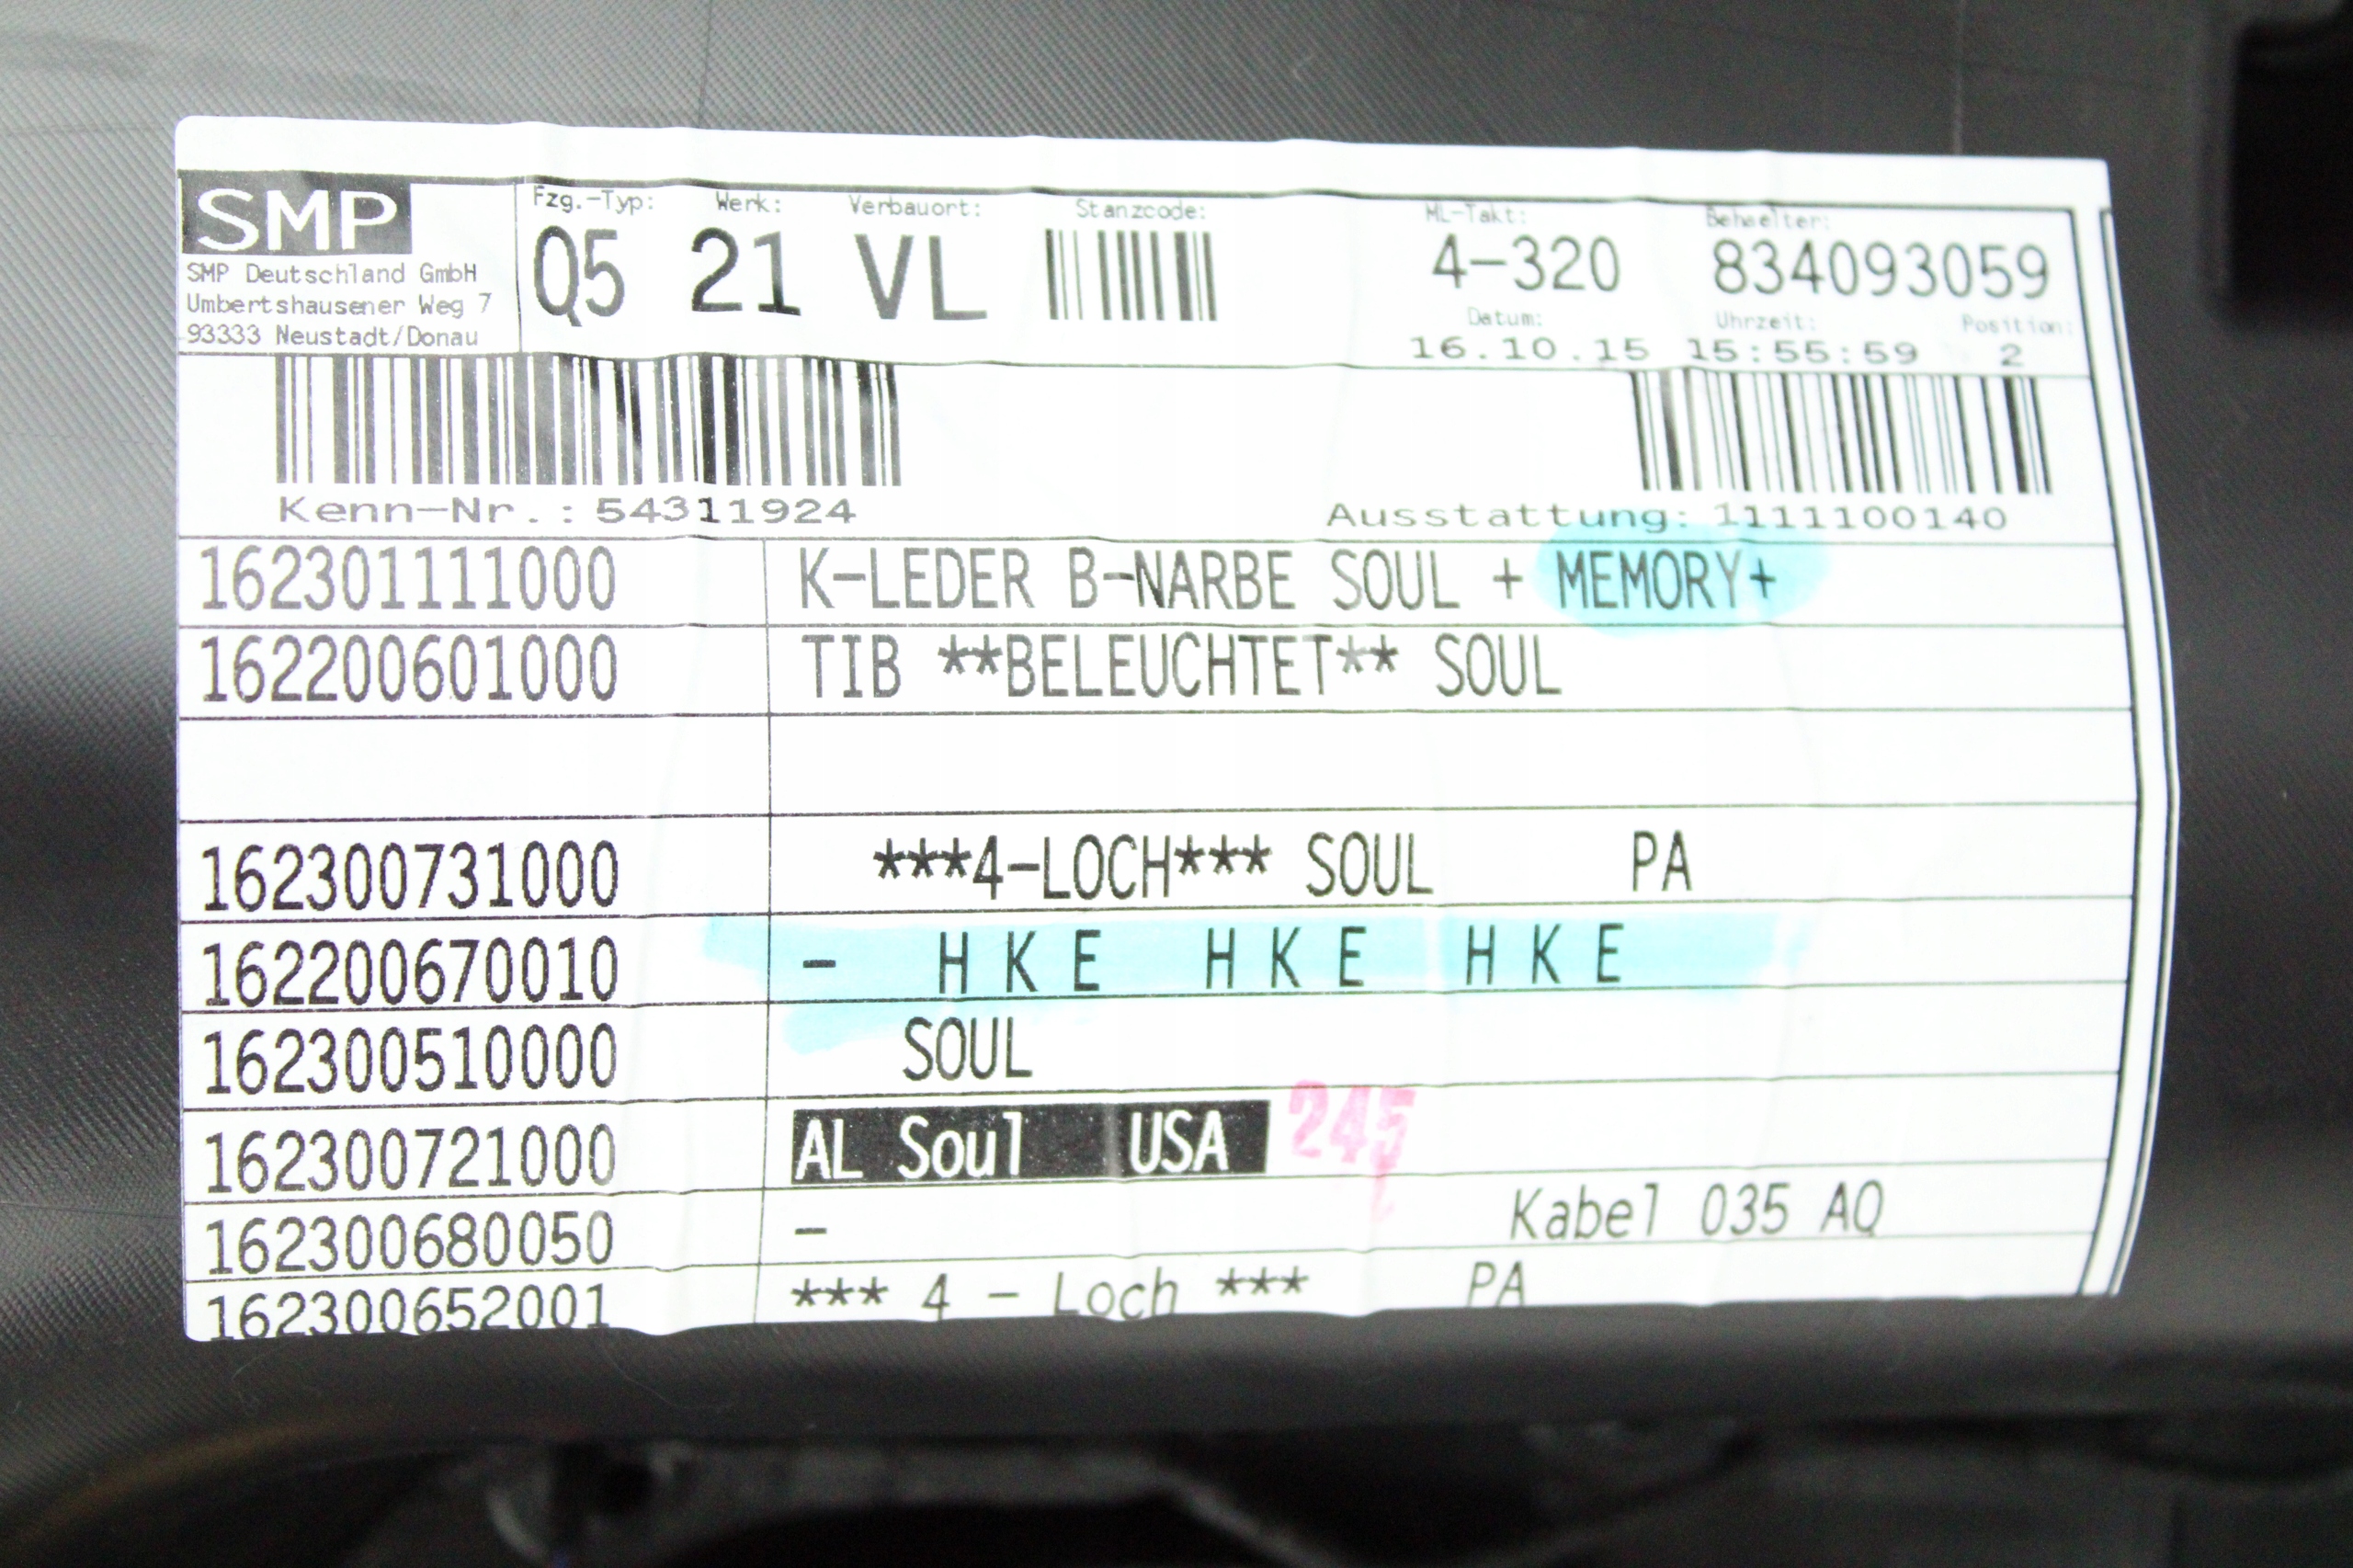 SMP
SMP Deutschland GmbH
Umbertshausener Weg 7
93333 Neustadt/Donau
Fzg.-Typ: Werk: Verbauort: Stanzcode: ML-Takt: Behaelter:
Q5 21 VL 4-320 834093059
Datum: Uhrzeit: Position:
16.10.15 15:55:59 2
Kenn-Nr.: 54311924 Ausstattung: 1111100140
162301111000 K-LEDER B-NARBE SOUL + MEMORY+
162200601000 TIB **BELEUCHTET** SOUL
162300731000 ***4-LOCH*** SOUL PA
162200670010 - H K E H K E H K E
162300510000 SOUL
162300721000 AL Soul USA 245
162300680050 - Kabel 035 AQ
162300652001 *** 4 - Loch *** PA